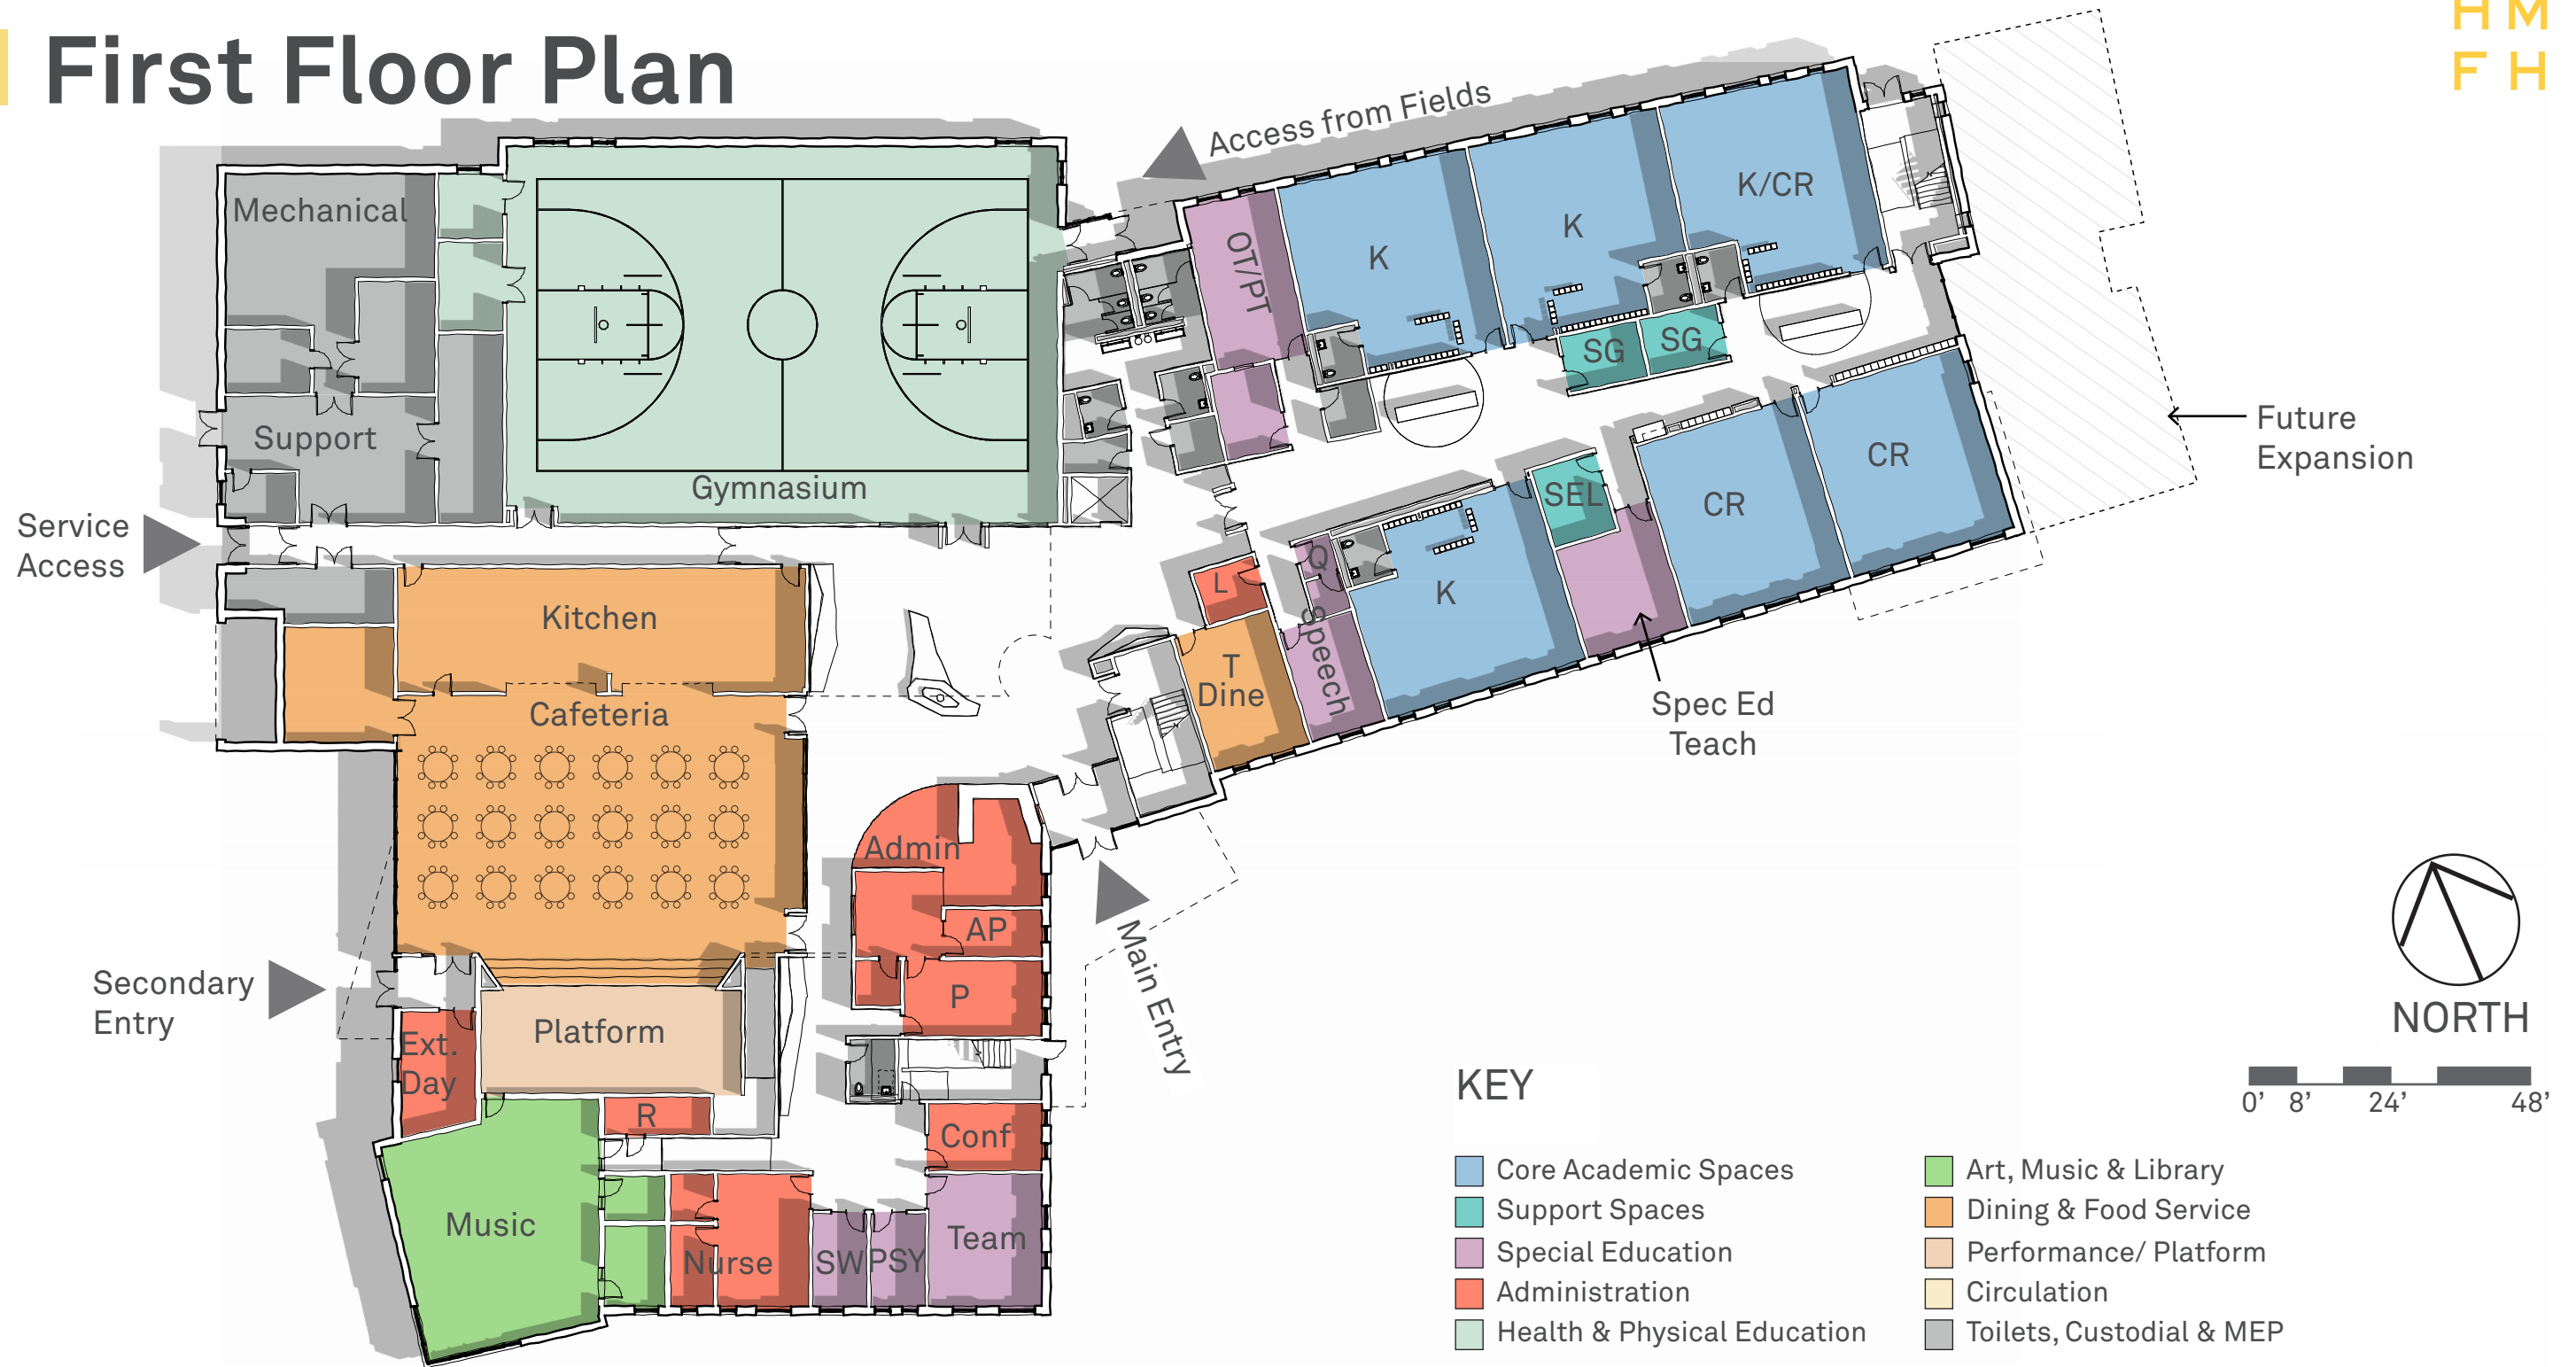 First Floor Plan
H M
F H
Access from Fields
Mechanical
K/CR
K
K
OT/PT
SG
SG
Support
Gymnasium
Future
Expansion
CR
CR
SEL
Service
Access
Q
L
K
Speech
Kitchen
T
Dine
Cafeteria
Spec Ed
Teach
Admin
AP
Main Entry
P
Secondary
Entry
Platform
Ext.
Day
R
Conf
Music
Nurse
SW
PSY
Team
NORTH
0' 8' 24' 48'
KEY
Core Academic Spaces
Support Spaces
Special Education
Administration
Health & Physical Education
Art, Music & Library
Dining & Food Service
Performance/ Platform
Circulation
Toilets, Custodial & MEP